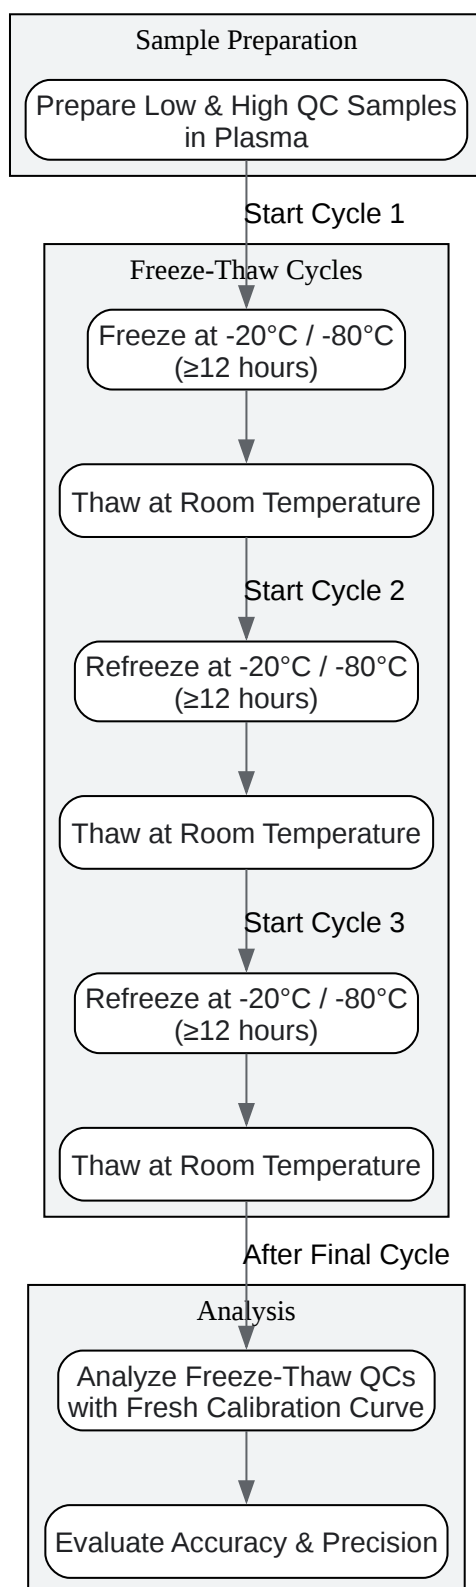 Sample Preparation
Prepare Low & High QC Samples
in Plasma
Start Cycle 1
Freeze-Thaw Cycles
Freeze at -20°C / -80°C
(≥12 hours)
Thaw at Room Temperature
Start Cycle 2
Refreeze at -20°C / -80°C
(≥12 hours)
Thaw at Room Temperature
Start Cycle 3
Refreeze at -20°C / -80°C
(≥12 hours)
Thaw at Room Temperature
After Final Cycle
Analysis
Analyze Freeze-Thaw QCs
with Fresh Calibration Curve
Evaluate Accuracy & Precision